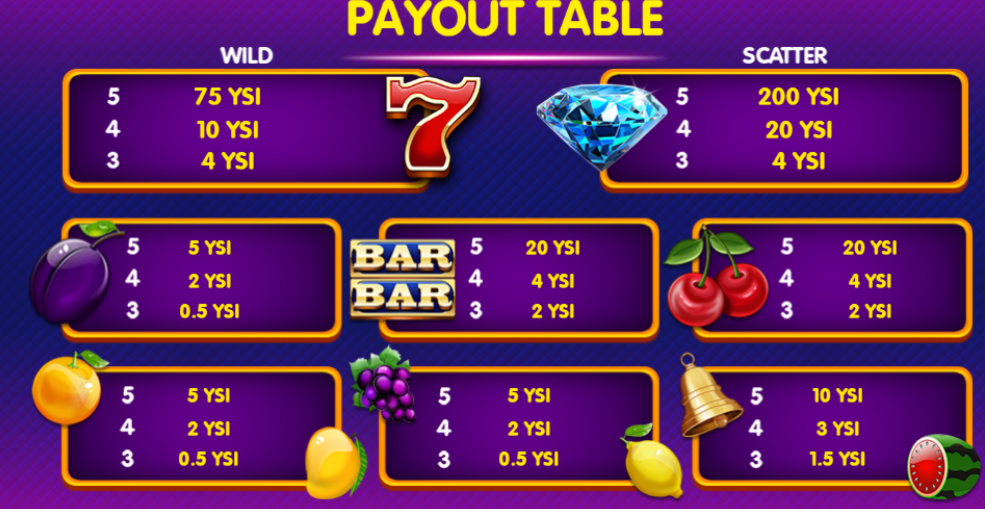 PAYOUT TABLE
WILD
5 75 YSI
4 10 YSI
3 4 YSI
SCATTER
5 200 YSI
4 20 YSI
3 4 YSI
5 5 YSI
4 2 YSI
3 0.5 YSI
BAR
BAR
5 20 YSI
4 4 YSI
3 2 YSI
5 20 YSI
4 4 YSI
3 2 YSI
5 5 YSI
4 2 YSI
3 0.5 YSI
5 5 YSI
4 2 YSI
3 0.5 YSI
5 10 YSI
4 3 YSI
3 1.5 YSI